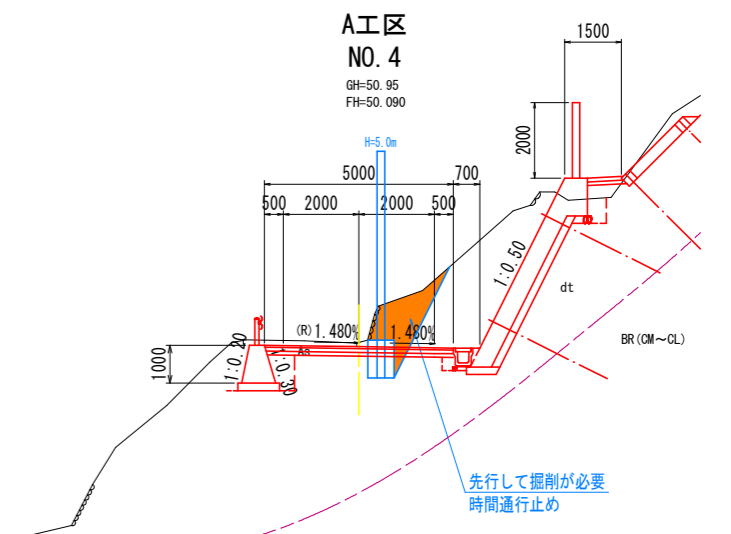 A工区
NO. 4
GH=50.95
FH=50.090
1500
2000
H=5.0m
5000
700
500
2000
2000
500
1:0.50
dt
(R)
1.480%
1.480%
As
BR(CM～CL)
1000
1:0.20
1:0.30
先行して掘削が必要
時間通行止め